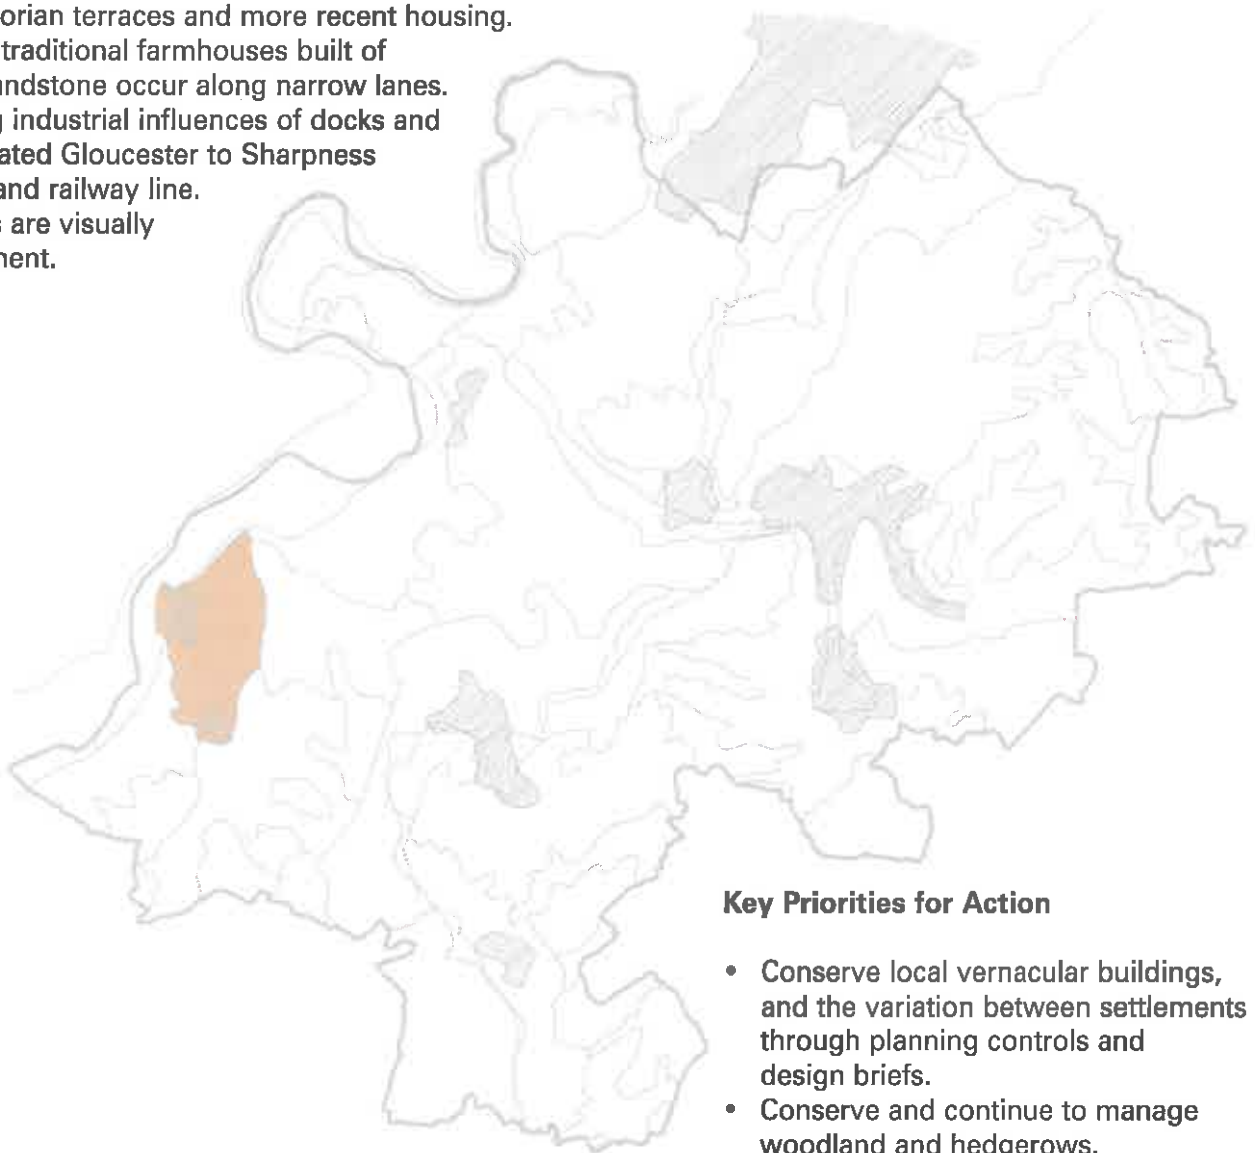 orian terraces and more recent housing.
traditional farmhouses built of
ndstone occur along narrow lanes.
industrial influences of docks and
ated Gloucester to Sharpness
and railway line.
are visually
nent.
Key Priorities for Action
• Conserve local vernacular buildings,
and the variation between settlements
through planning controls and
design briefs.
• Conserve and continue to manage
woodland and hedgerows.